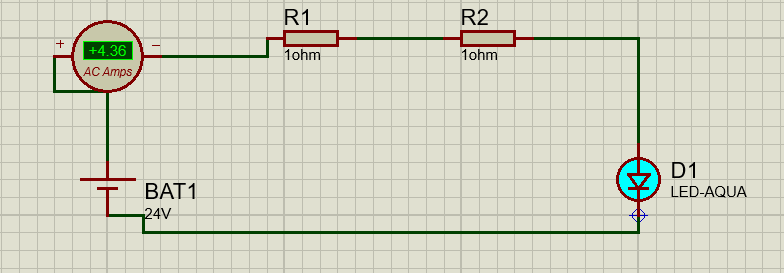 R1
R2
+
+4.36
−
AC Amps
1ohm
1ohm
D1
LED-AQUA
BAT1
24V